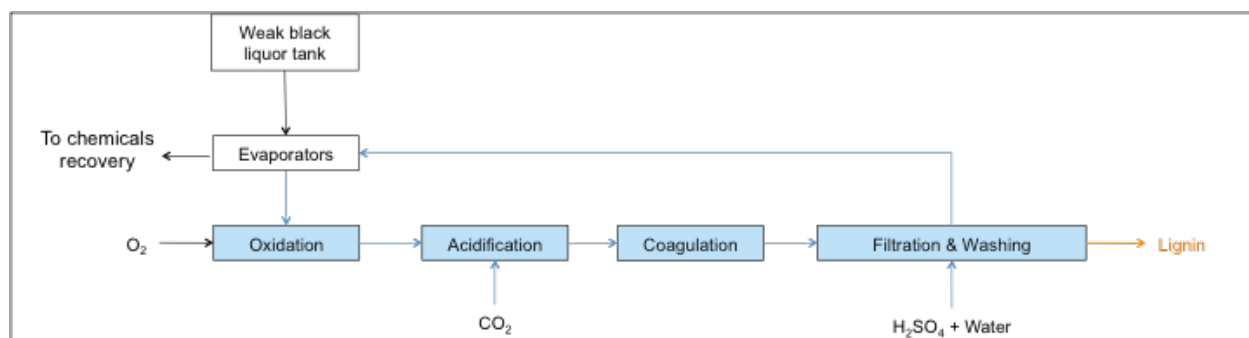 Weak black
liquor tank
To chemicals
recovery
Evaporators
O₂
Oxidation
Acidification
Coagulation
Filtration & Washing
Lignin
CO₂
H₂SO₄ + Water